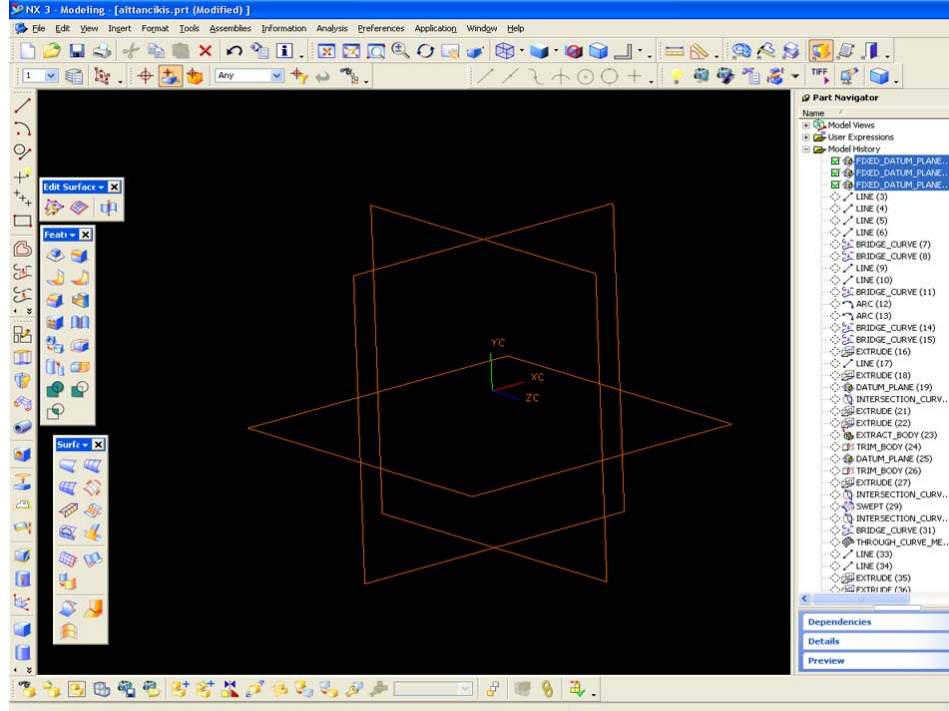 NX 3 - Modeling - [alttancikis.prt (Modified) ]
File Edit View Insert Format Tools Assemblies Information Analysis Preferences Application Window Help
1
Any
TIFF
Part Navigator
Name
Model Views
User Expressions
Model History
FIXED_DATUM_PLANE...
FIXED_DATUM_PLANE...
FIXED_DATUM_PLANE...
LINE (3)
LINE (4)
LINE (5)
LINE (6)
BRIDGE_CURVE (7)
BRIDGE_CURVE (8)
LINE (9)
LINE (10)
BRIDGE_CURVE (11)
ARC (12)
ARC (13)
BRIDGE_CURVE (14)
BRIDGE_CURVE (15)
EXTRUDE (16)
LINE (17)
EXTRUDE (18)
DATUM_PLANE (19)
INTERSECTION_CURV...
EXTRUDE (21)
EXTRUDE (22)
EXTRACT_BODY (23)
TRIM_BODY (24)
DATUM_PLANE (25)
TRIM_BODY (26)
EXTRUDE (27)
INTERSECTION_CURV...
SWEPT (29)
INTERSECTION_CURV...
BRIDGE_CURVE (31)
THROUGH_CURVE_ME...
LINE (33)
LINE (34)
EXTRUDE (35)
EXTRUDE (36)
Dependencies
Details
Preview
Edit Surface
Featu
Surfa
YC
XC
ZC